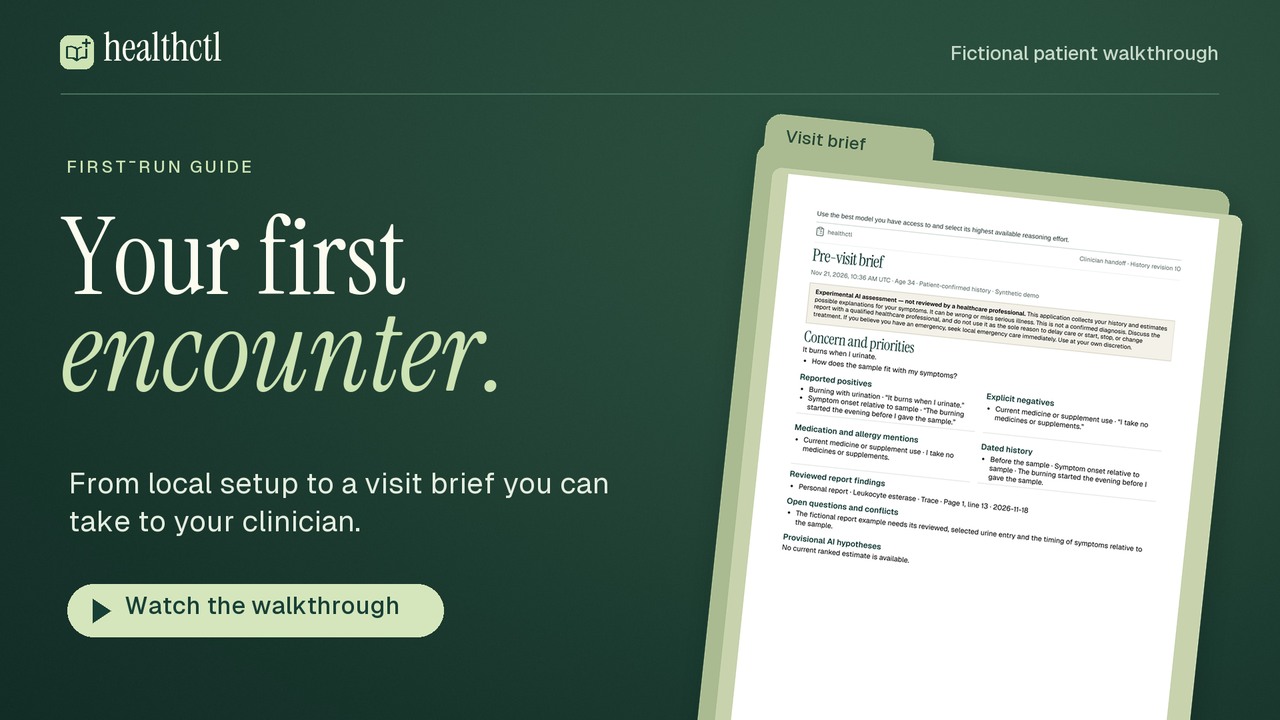 healthctl
Fictional patient walkthrough
FIRST-RUN GUIDE
Your first
encounter.
From local setup to a visit brief you can
take to your clinician.
Watch the walkthrough
Visit brief
Use the best model you have access to and select its highest available reasoning effort.
healthctl
Clinician handoff · History revision 10
Pre-visit brief
Nov 21, 2026, 10:36 AM UTC · Age 34 · Patient-confirmed history · Synthetic demo
Experimental AI assessment — not reviewed by a healthcare professional. This application collects your history and estimates
possible explanations for your symptoms. It can be wrong or miss serious illness. This is not a confirmed diagnosis. Discuss the
report with a qualified healthcare professional, and do not use it as the sole reason to delay care or start, stop, or change
treatment. If you believe you have an emergency, seek local emergency care immediately. Use at your own discretion.
Concern and priorities
It burns when I urinate.
• How does the sample fit with my symptoms?
Reported positives
• Burning with urination · "It burns when I urinate."
• Symptom onset relative to sample · "The burning
started the evening before I gave the sample."
Explicit negatives
• Current medicine or supplement use · "I take no
medicines or supplements."
Medication and allergy mentions
• Current medicine or supplement use · I take no
medicines or supplements.
Dated history
• Before the sample · Symptom onset relative to
sample · The burning started the evening before I
gave the sample.
Reviewed report findings
• Personal report · Leukocyte esterase · Trace · Page 1, line 13 · 2026-11-18
Open questions and conflicts
• The fictional report example needs its reviewed, selected urine entry and the timing of symptoms relative to
the sample.
Provisional AI hypotheses
No current ranked estimate is available.